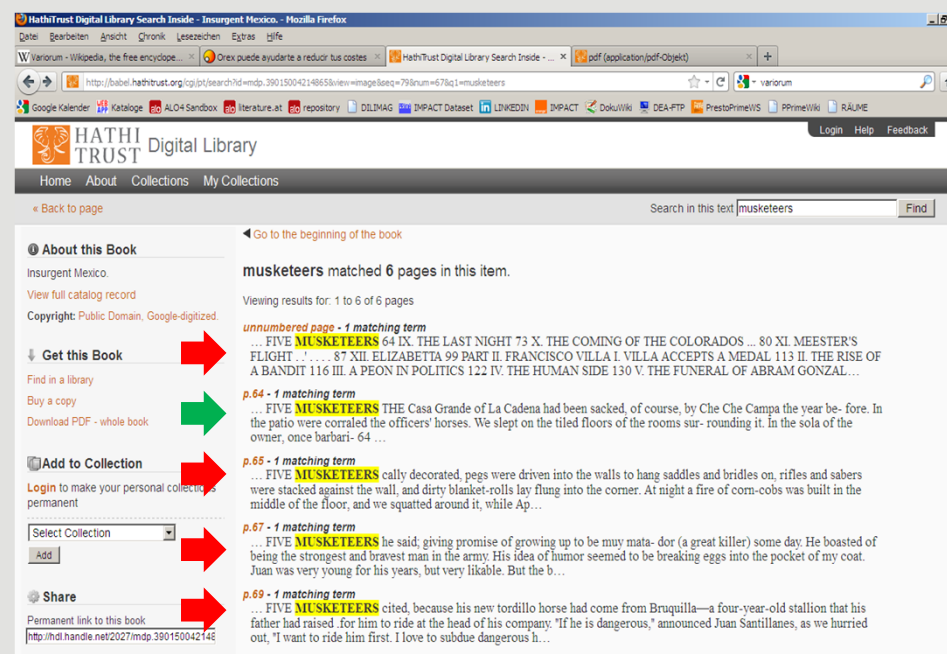 HathiTrust Digital Library Search Inside - Insurgent Mexico. - Mozilla Firefox
Datei Bearbeiten Ansicht Chronik Lesezeichen Extras Hilfe
Variorum - Wikipedia, the free encyclope... Orex puede ayudarte a reducir tus costes HathiTrust Digital Library Search Inside - ... pdf (application/pdf-Objekt)
http://babel.hathitrust.org/cgi/pt/search?id=mdp.39015004214865&view=image&seq=79&num=67&q1=musketeers variorum
Google Kalender Kataloge ALO4 Sandbox literature.at repository DILIMAG IMPACT Dataset LINKEDIN IMPACT DokuWiki DEA-FTP PrestoPrimeWS PPrimeWiki RÄUME
HATHI TRUST Digital Library
Login Help Feedback
Home About Collections My Collections
« Back to page
Search in this text musketeers Find
About this Book
Insurgent Mexico.
View full catalog record
Copyright: Public Domain, Google-digitized.
Get this Book
Find in a library
Buy a copy
Download PDF - whole book
Add to Collection
Login to make your personal collections
permanent
Select Collection
Add
Share
Permanent link to this book
http://hdl.handle.net/2027/mdp.390150042148
Go to the beginning of the book
musketeers matched 6 pages in this item.
Viewing results for: 1 to 6 of 6 pages
unnumbered page - 1 matching term
… FIVE MUSKETEERS 64 IX. THE LAST NIGHT 73 X. THE COMING OF THE COLORADOS ... 80 XI. MEESTER'S
FLIGHT . .' . . . . 87 XII. ELIZABETTA 99 PART II. FRANCISCO VILLA I. VILLA ACCEPTS A MEDAL 113 II. THE RISE OF
A BANDIT 116 III. A PEON IN POLITICS 122 IV. THE HUMAN SIDE 130 V. THE FUNERAL OF ABRAM GONZAL…
p.64 - 1 matching term
… FIVE MUSKETEERS THE Casa Grande of La Cadena had been sacked, of course, by Che Che Campa the year be- fore. In
the patio were corraled the officers' horses. We slept on the tiled floors of the rooms sur- rounding it. In the sola of the
owner, once barbari- 64 …
p.65 - 1 matching term
… FIVE MUSKETEERS cally decorated, pegs were driven into the walls to hang saddles and bridles on, rifles and sabers
were stacked against the wall, and dirty blanket-rolls lay flung into the corner. At night a fire of corn-cobs was built in the
middle of the floor, and we squatted around it, while Ap…
p.67 - 1 matching term
… FIVE MUSKETEERS he said; giving promise of growing up to be muy mata- dor (a great killer) some day. He boasted of
being the strongest and bravest man in the army. His idea of humor seemed to be breaking eggs into the pocket of my coat.
Juan was very young for his years, but very likable. But the b…
p.69 - 1 matching term
… FIVE MUSKETEERS cited, because his new tordillo horse had come from Bruquilla—a four-year-old stallion that his
father had raised .for him to ride at the head of his company. "If he is dangerous," announced Juan Santillanes, as we hurried
out, "I want to ride him first. I love to subdue dangerous h…